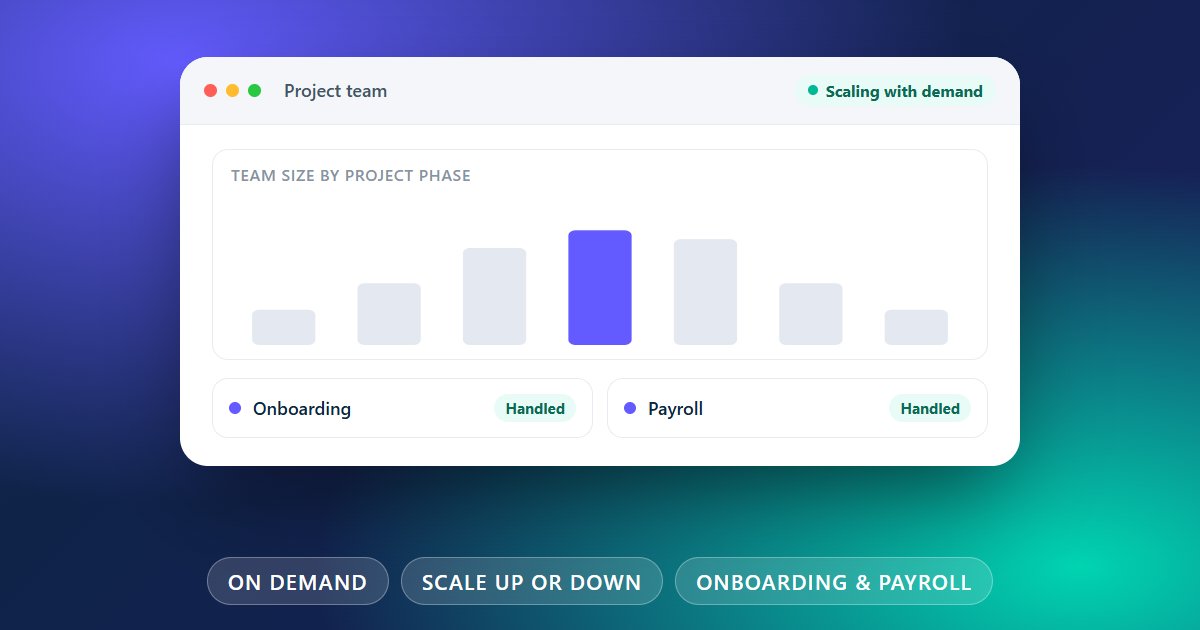 Project team
Scaling with demand
TEAM SIZE BY PROJECT PHASE
Onboarding
Handled
Payroll
Handled
ON DEMAND
SCALE UP OR DOWN
ONBOARDING & PAYROLL